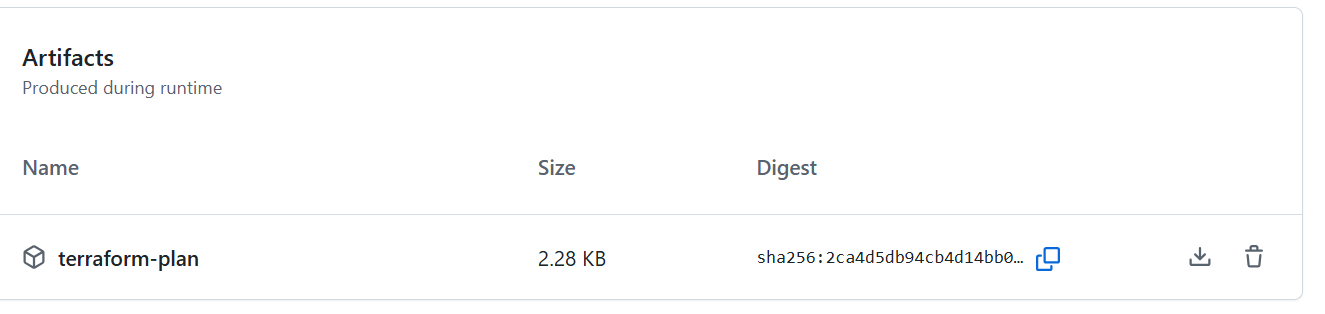 Artifacts
Produced during runtime
Name Size Digest
terraform-plan 2.28 KB sha256:2ca4d5db94cb4d14bb0…